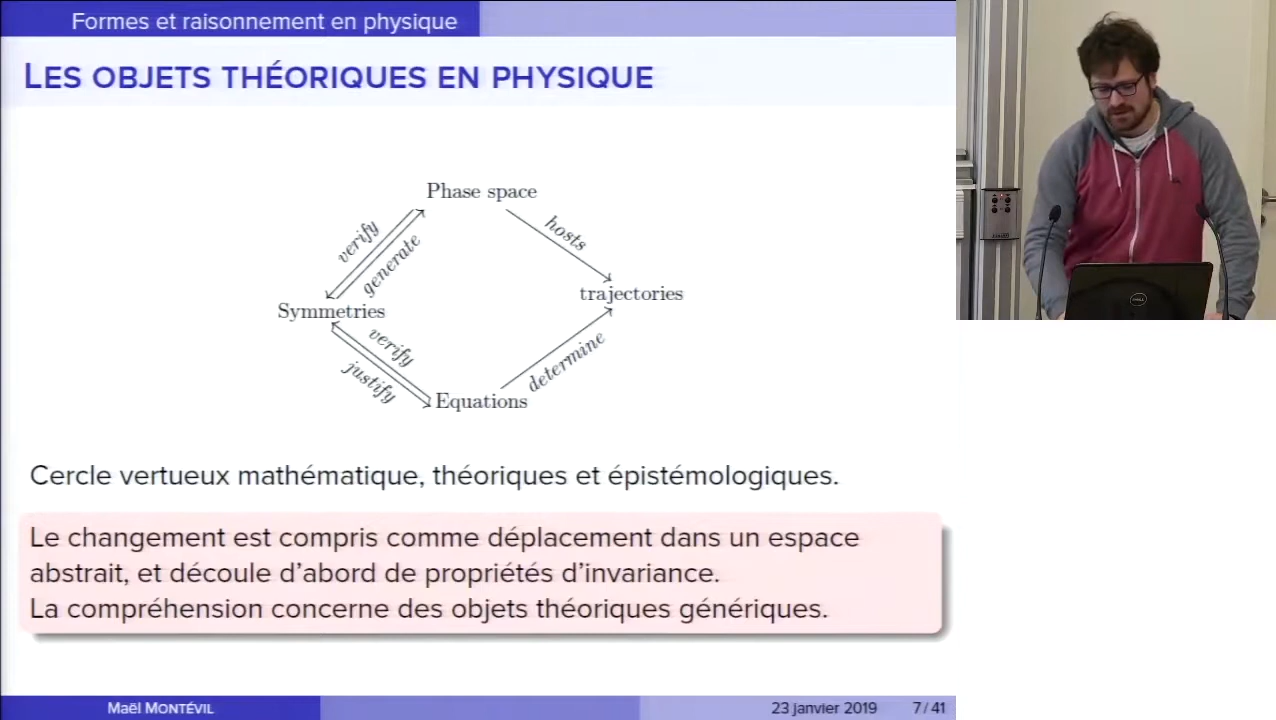 Formes et raisonnement en physique
LES OBJETS THÉORIQUES EN PHYSIQUE
Phase space
verify
generate
hosts
trajectories
Symmetries
verify
justify
determine
Equations
Cercle vertueux mathématique, théoriques et épistémologiques.
Le changement est compris comme déplacement dans un espace
abstrait, et découle d'abord de propriétés d'invariance.
La compréhension concerne des objets théoriques génériques.
Maël MONTÉVIL
23 janvier 2019
7 / 41
DELL